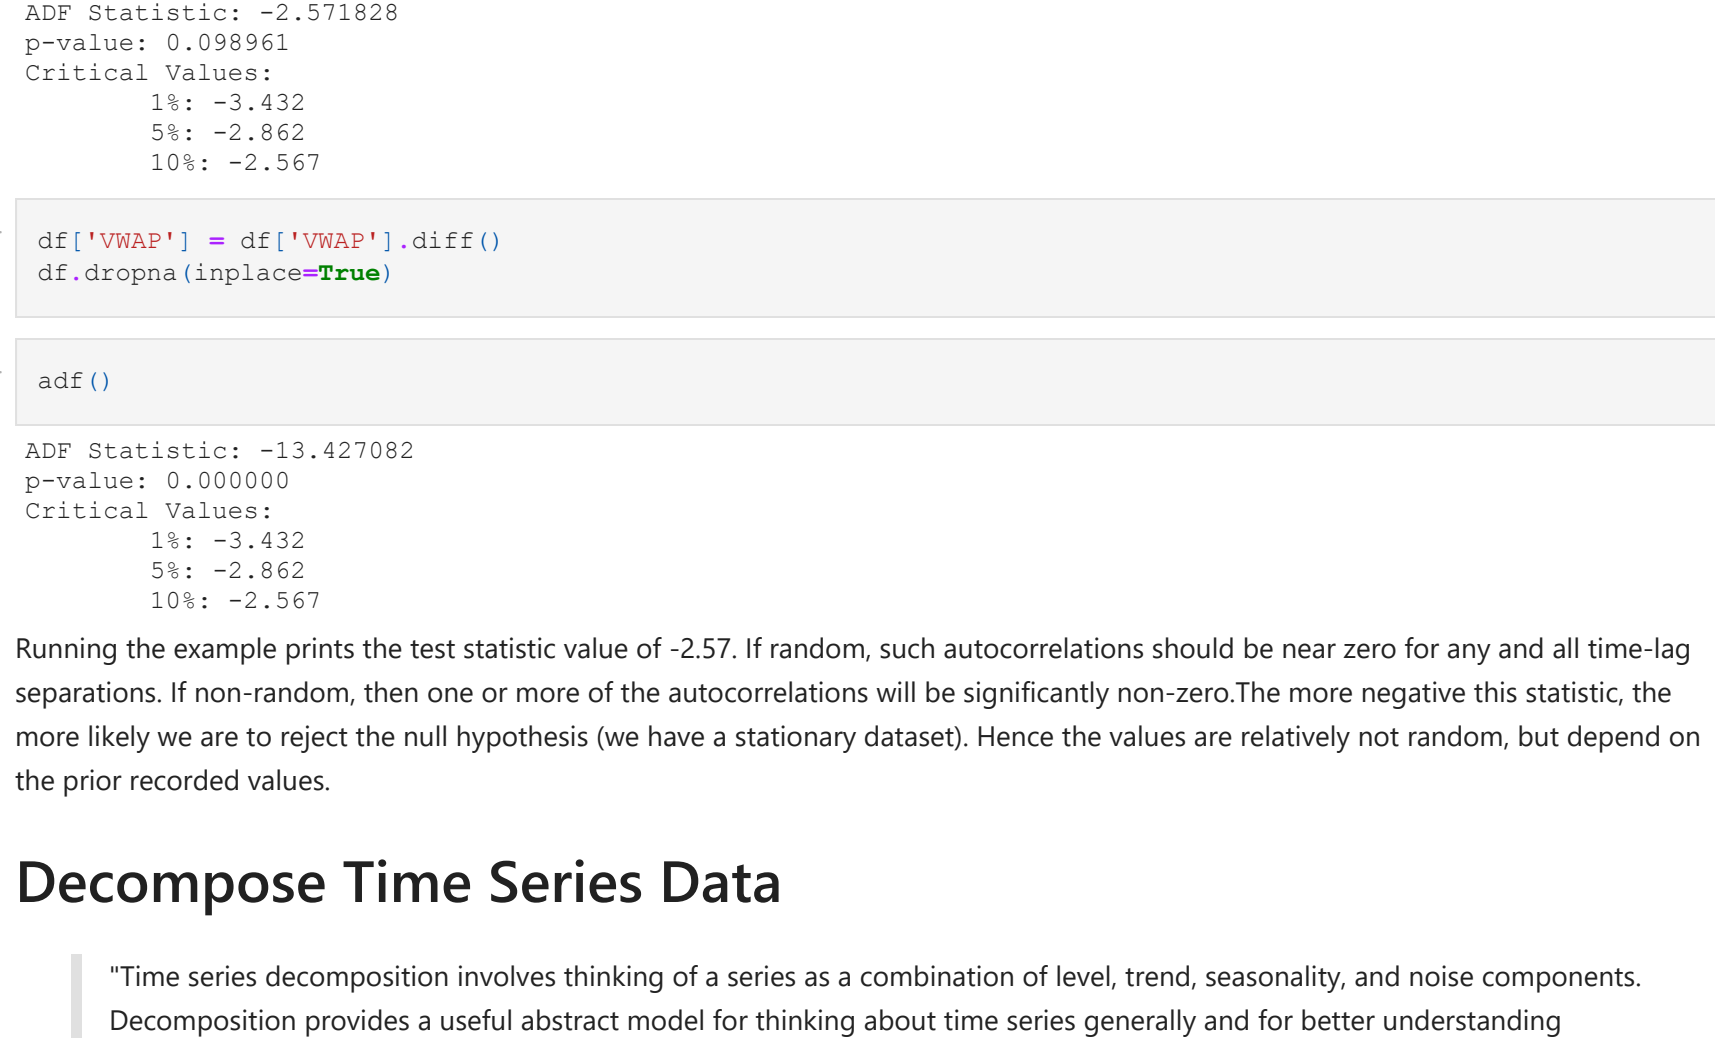 ADF Statistic: -2.571828
p-value: 0.098961
Critical Values:
1%: -3.432
5%: -2.862
10%: -2.567
df['VWAP'] = df['VWAP'].diff()
df.dropna(inplace=True)
adf()
ADF Statistic: -13.427082
p-value: 0.000000
Critical Values:
1%: -3.432
5%: -2.862
10%: -2.567
Running the example prints the test statistic value of -2.57. If random, such autocorrelations should be near zero for any and all time-lag
separations. If non-random, then one or more of the autocorrelations will be significantly non-zero.The more negative this statistic, the
more likely we are to reject the null hypothesis (we have a stationary dataset). Hence the values are relatively not random, but depend on
the prior recorded values.
Decompose Time Series Data
"Time series decomposition involves thinking of a series as a combination of level, trend, seasonality, and noise components.
Decomposition provides a useful abstract model for thinking about time series generally and for better understanding